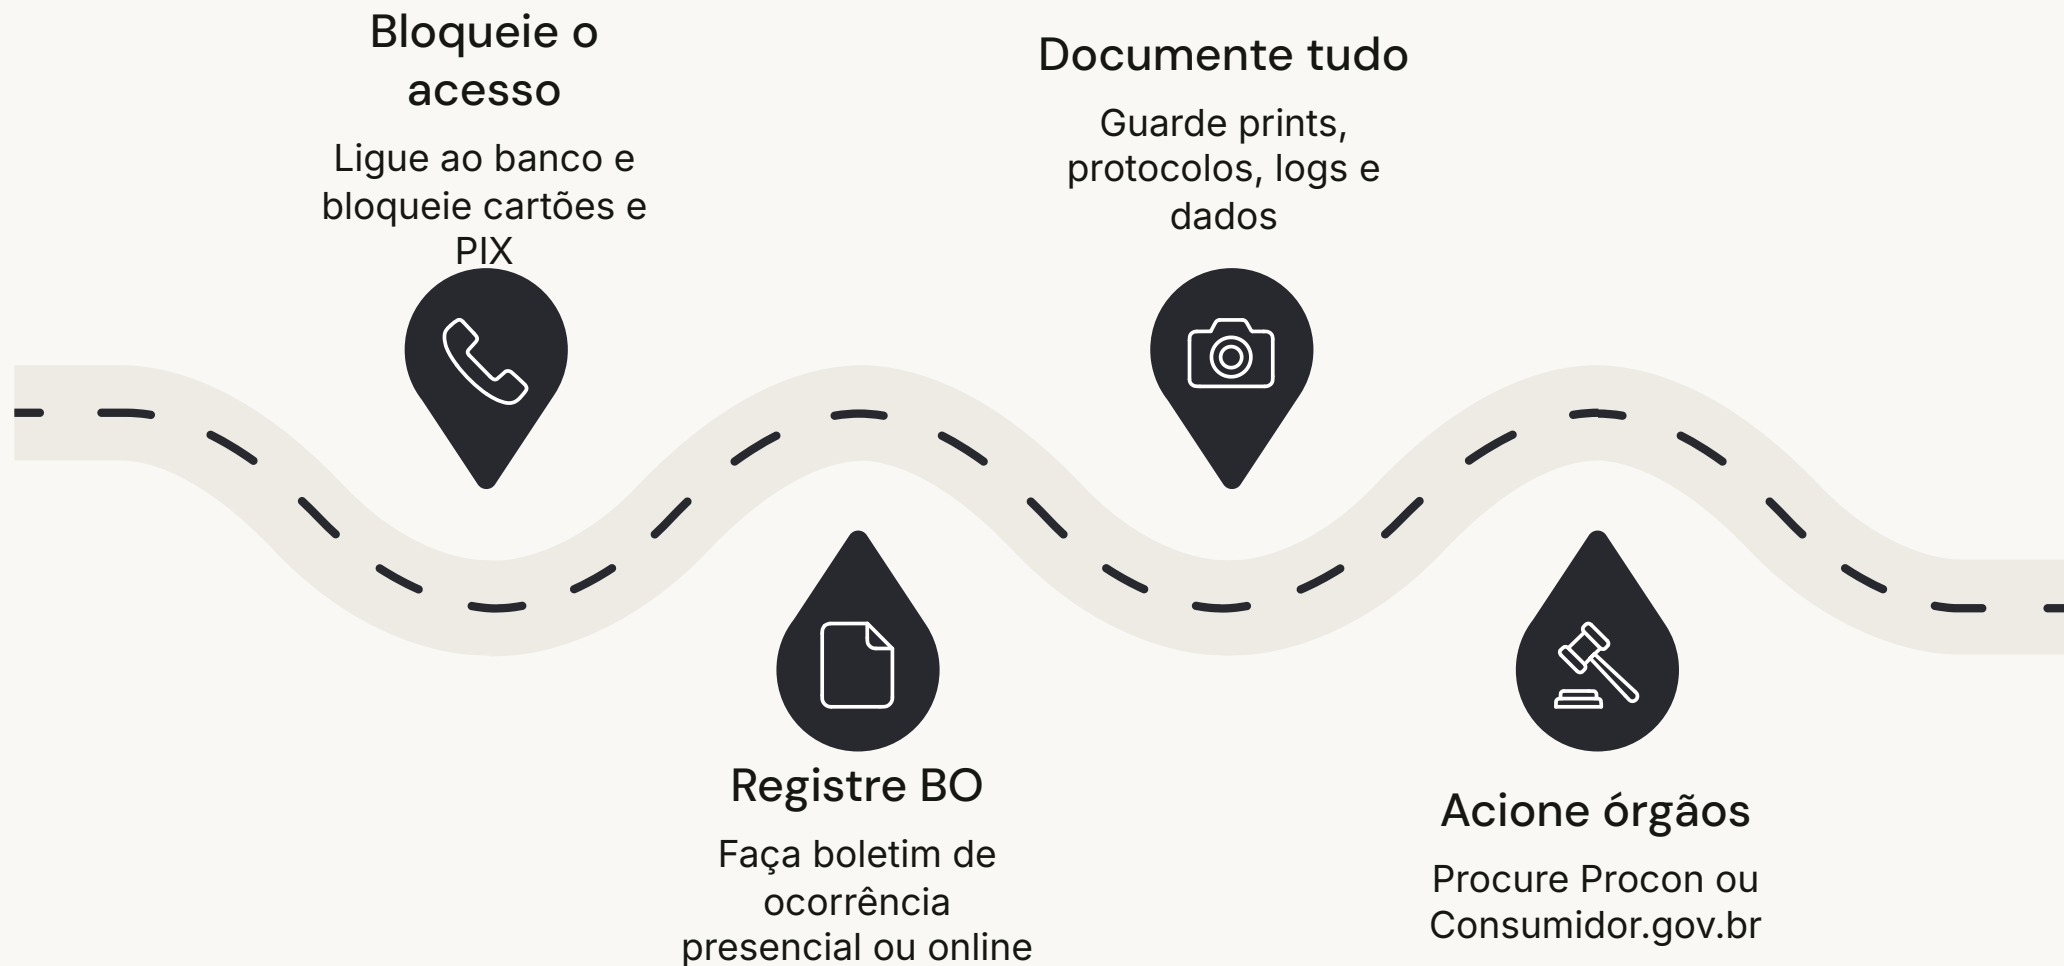 Bloqueie o
acesso
Ligue ao banco e
bloqueie cartões e
PIX
Registre BO
Faça boletim de
ocorrência
presencial ou online
Documente tudo
Guarde prints,
protocolos, logs e
dados
Acione órgãos
Procure Procon ou
Consumidor.gov.br